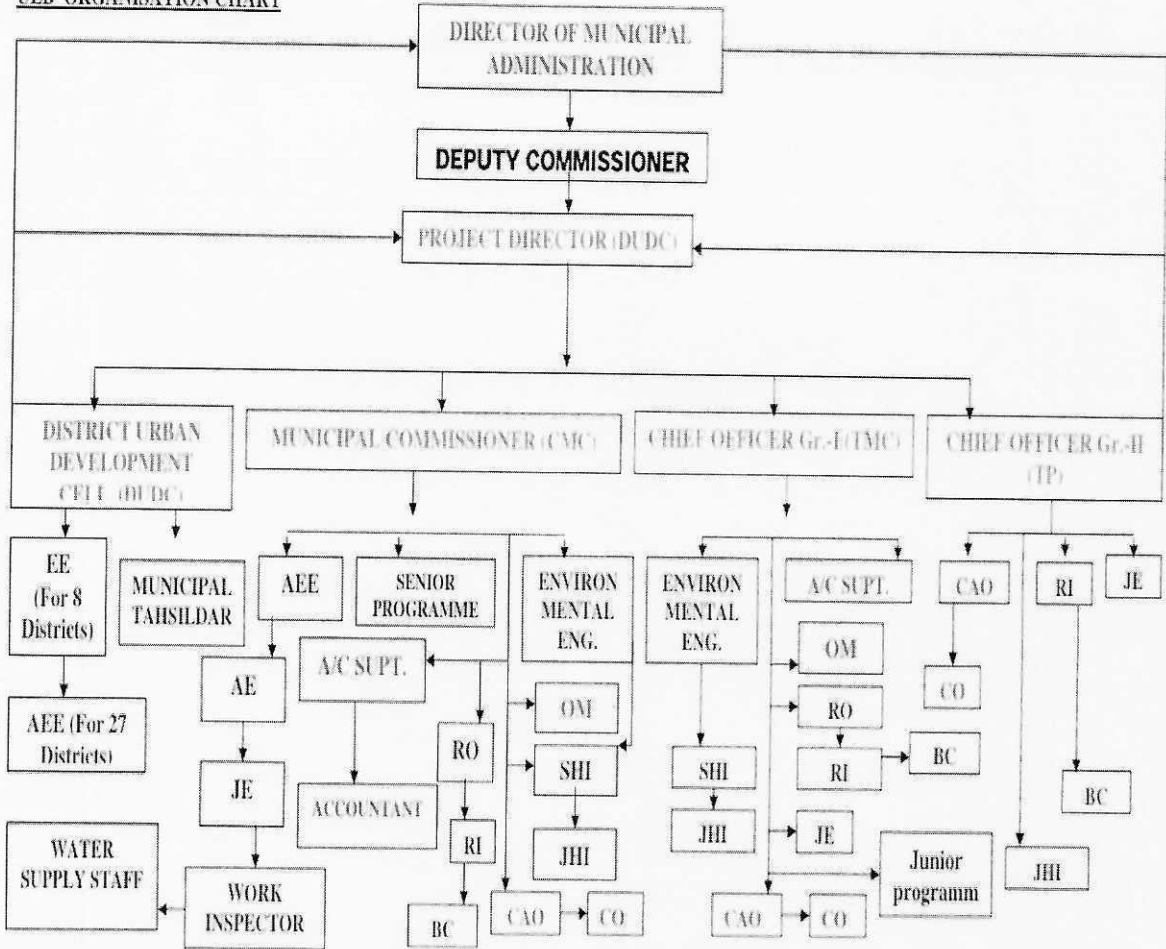 ULB ORGANISATION CHART
DIRECTOR OF MUNICIPAL
ADMINISTRATION
DEPUTY COMMISSIONER
PROJECT DIRECTOR (DUDC)
DISTRICT URBAN
DEVELOPMENT
CELL (DUDC)
MUNICIPAL COMMISSIONER (CMC)
CHIEF OFFICER Gr.-I (TMC)
CHIEF OFFICER Gr.-II
(TP)
EE
(For 8
Districts)
MUNICIPAL
TAHSILDAR
AEE
SENIOR
PROGRAMME
ENVIRON
MENTAL
ENG.
ENVIRON
MENTAL
ENG.
A/C SUPT.
CAO
RI
JE
AEE (For 27
Districts)
AE
A/C SUPT.
RO
OM
SHI
SHI
OM
RO
RI
BC
CO
BC
JE
ACCOUNTANT
RI
JHI
JHI
JE
Junior
programm
JHI
WATER
SUPPLY STAFF
WORK
INSPECTOR
BC
CAO
CO
CAO
CO